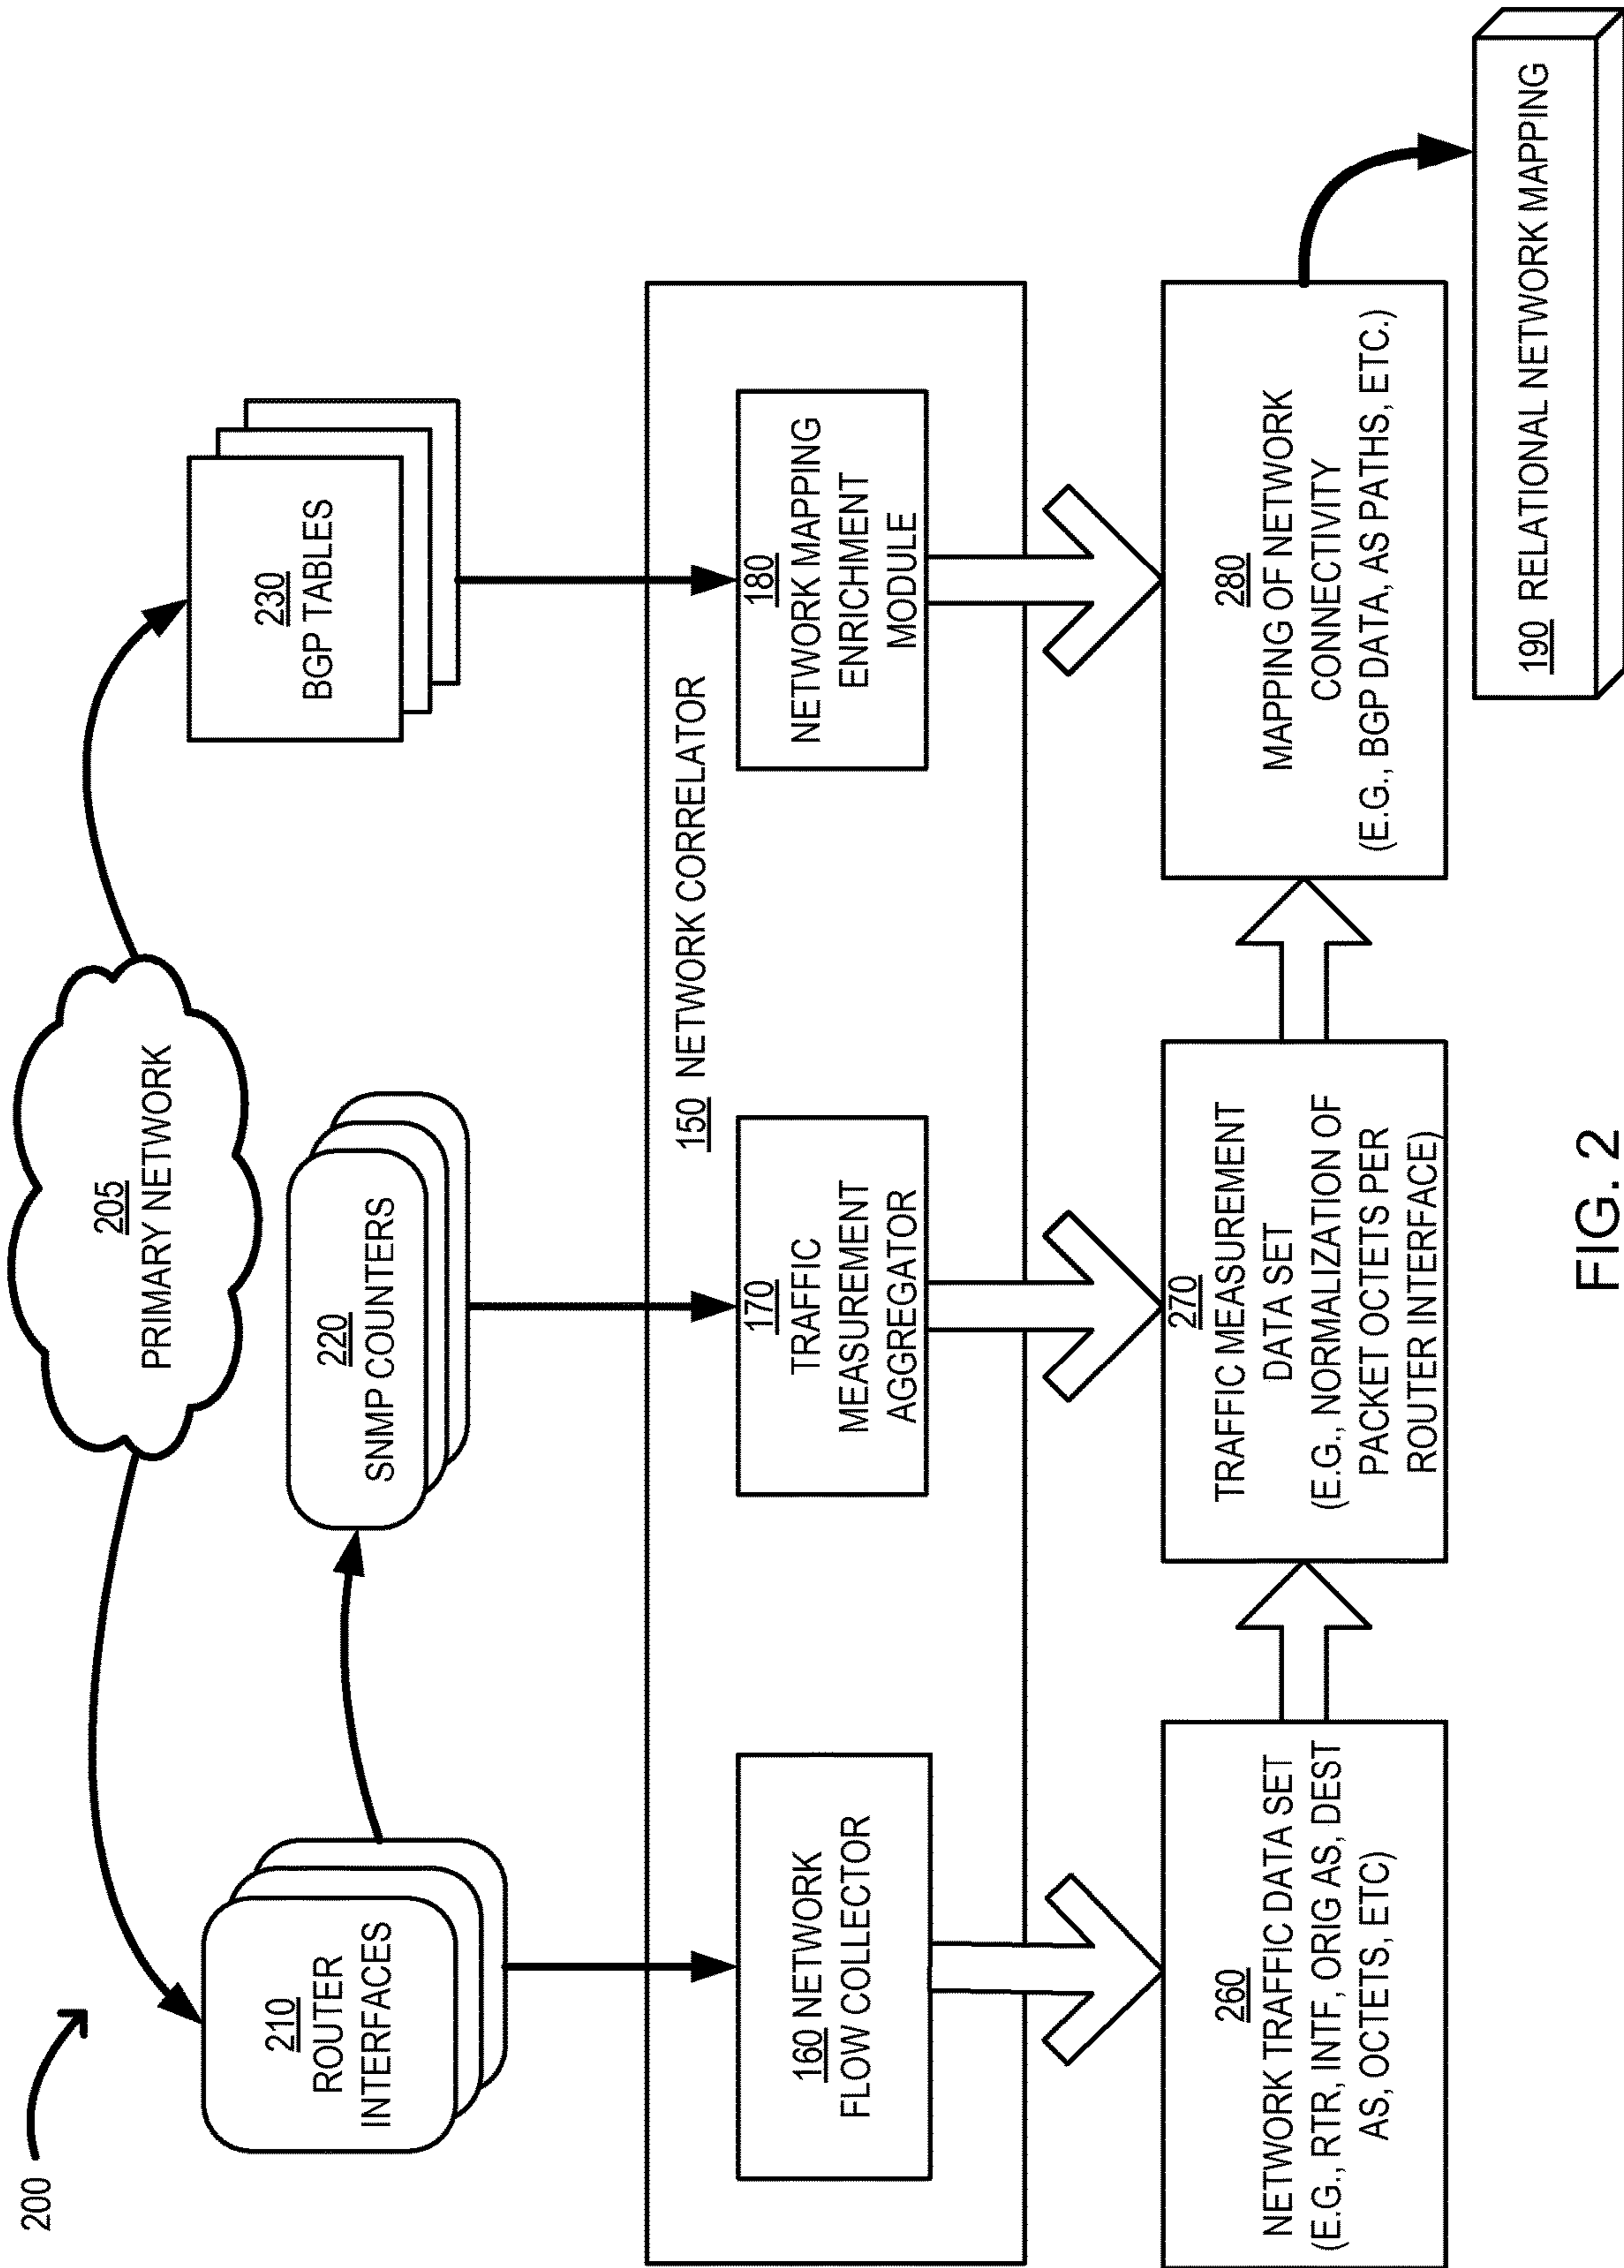 200
205
PRIMARY NETWORK
210
ROUTER
INTERFACES
220
SNMP COUNTERS
230
BGP TABLES
150 NETWORK CORRELATOR
160 NETWORK
FLOW COLLECTOR
170
TRAFFIC
MEASUREMENT
AGGREGATOR
180
NETWORK MAPPING
ENRICHMENT
MODULE
260
NETWORK TRAFFIC DATA SET
(E.G., RTR, INTF, ORIG AS, DEST
AS, OCTETS, ETC)
270
TRAFFIC MEASUREMENT
DATA SET
(E.G., NORMALIZATION OF
PACKET OCTETS PER
ROUTER INTERFACE)
280
MAPPING OF NETWORK
CONNECTIVITY
(E.G., BGP DATA, AS PATHS, ETC.)
190 RELATIONAL NETWORK MAPPING
FIG. 2